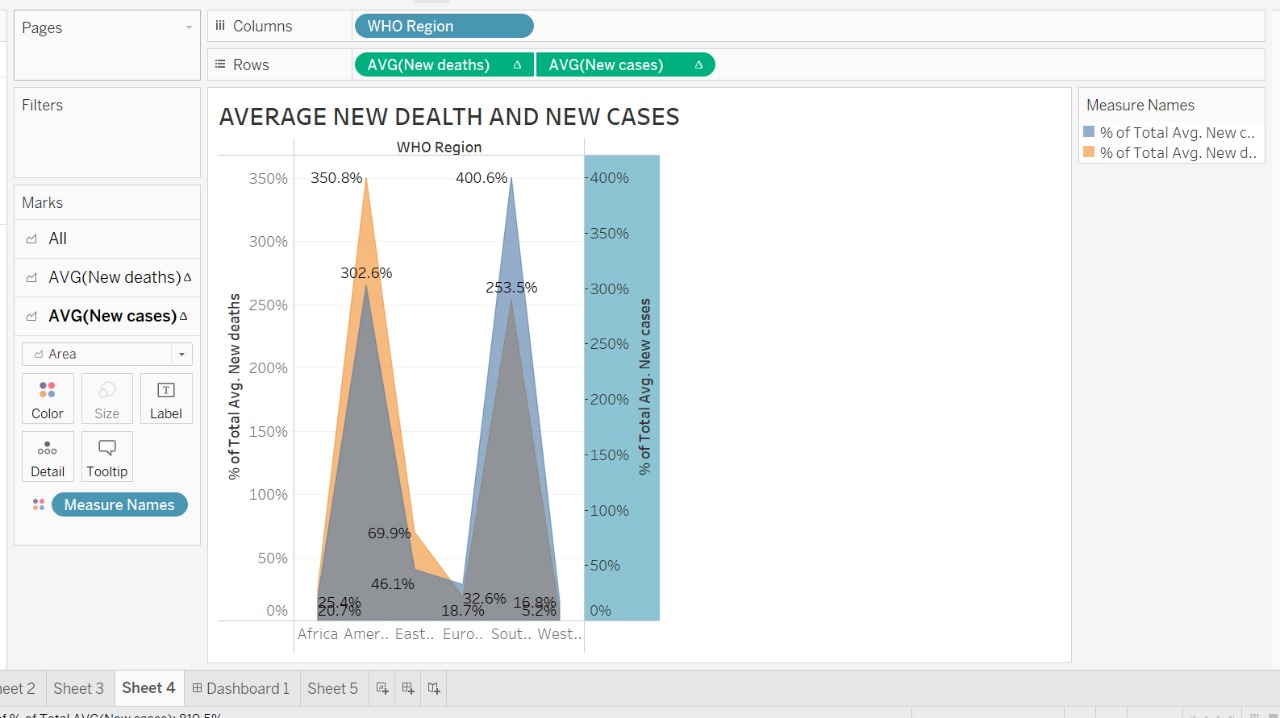 Pages
Columns
WHO Region
Rows
AVG(New deaths) Δ
AVG(New cases) Δ
Filters
Marks
All
AVG(New deaths) Δ
AVG(New cases) Δ
Area
Color
Size
Label
Detail
Tooltip
Measure Names
AVERAGE NEW DEALTH AND NEW CASES
WHO Region
350%
300%
250%
200%
150%
100%
50%
0%
% of Total Avg. New deaths
350.8%
400.6%
302.6%
253.5%
69.9%
46.1%
25.4%
20.7%
32.6%
18.7%
16.8%
5.2%
400%
350%
300%
250%
200%
150%
100%
50%
0%
% of Total Avg. New cases
Africa Amer.. East.. Euro.. Sout.. West..
Measure Names
% of Total Avg. New c..
% of Total Avg. New d..
eet 2
Sheet 3
Sheet 4
Dashboard 1
Sheet 5